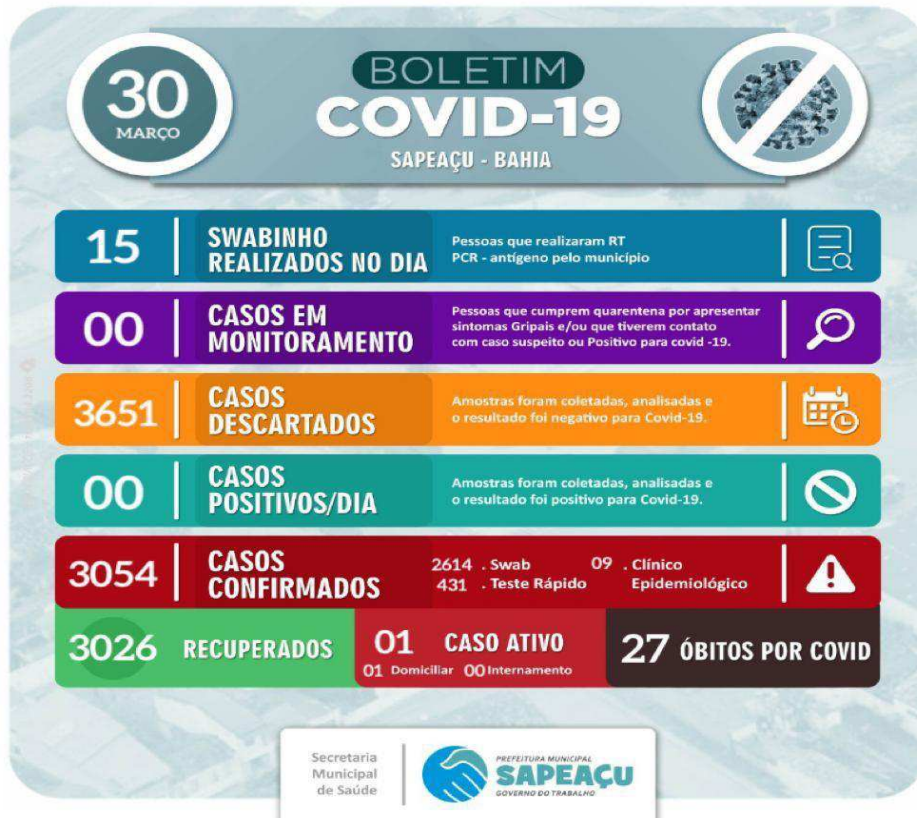 30
MARÇO
BOLETIM
COVID-19
SAPEAÇU - BAHIA
15
SWABINHO
REALIZADOS NO DIA
Pessoas que realizaram RT
PCR - antígeno pelo município
00
CASOS EM
MONITORAMENTO
Pessoas que cumprem quarentena por apresentar
sintomas Gripais e/ou que tiverem contato
com caso suspeito ou Positivo para covid -19.
3651
CASOS
DESCARTADOS
Amostras foram coletadas, analisadas e
o resultado foi negativo para Covid-19.
00
CASOS
POSITIVOS/DIA
Amostras foram coletadas, analisadas e
o resultado foi positivo para Covid-19.
3054
CASOS
CONFIRMADOS
2614 . Swab
431 . Teste Rápido
09 . Clínico
Epidemiológico
3026 RECUPERADOS
01 CASO ATIVO
01 Domiciliar 00 Internamento
27 ÓBITOS POR COVID
Secretaria
Municipal
de Saúde
PREFEITURA MUNICIPAL
SAPEAÇU
GOVERNO DO TRABALHO